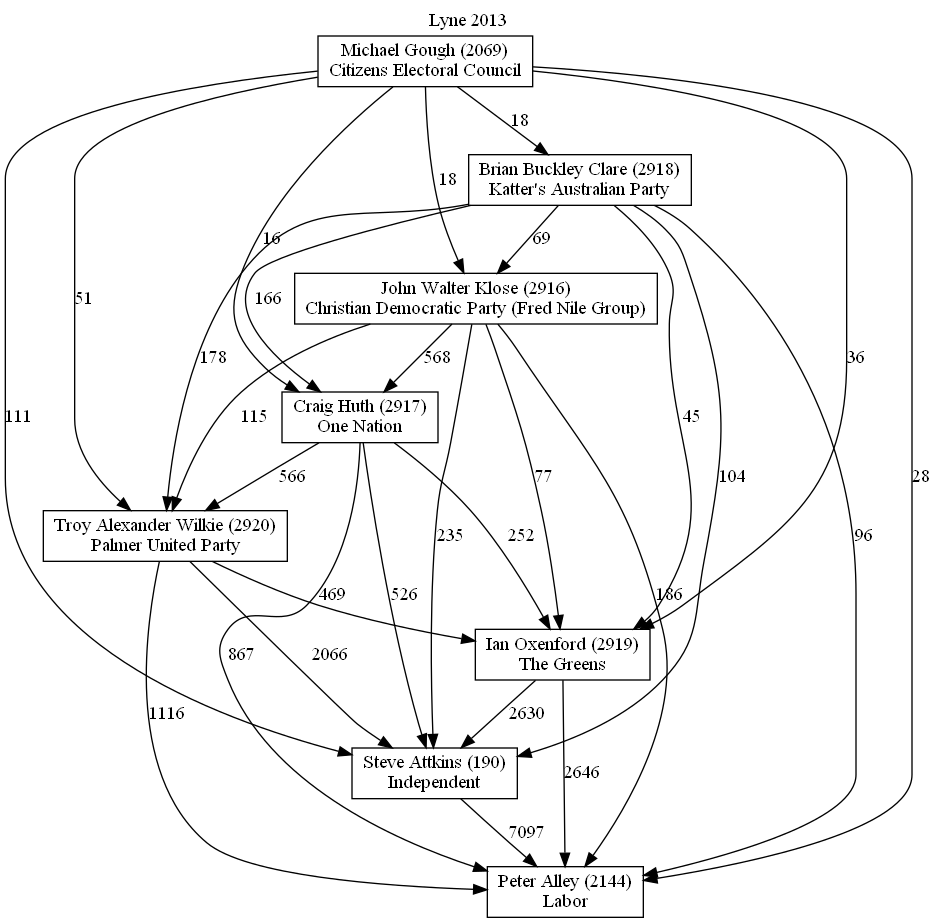 Lyne 2013
Michael Gough (2069)
Citizens Electoral Council
18
Brian Buckley Clare (2918)
Katter's Australian Party
18
16
69
51
166
John Walter Klose (2916)
Christian Democratic Party (Fred Nile Group)
178
568
36
111
115
Craig Huth (2917)
One Nation
45
566
77
104
28
Troy Alexander Wilkie (2920)
Palmer United Party
235
252
96
469
526
186
867
2066
Ian Oxenford (2919)
The Greens
1116
2630
Steve Attkins (190)
Independent
2646
7097
Peter Alley (2144)
Labor